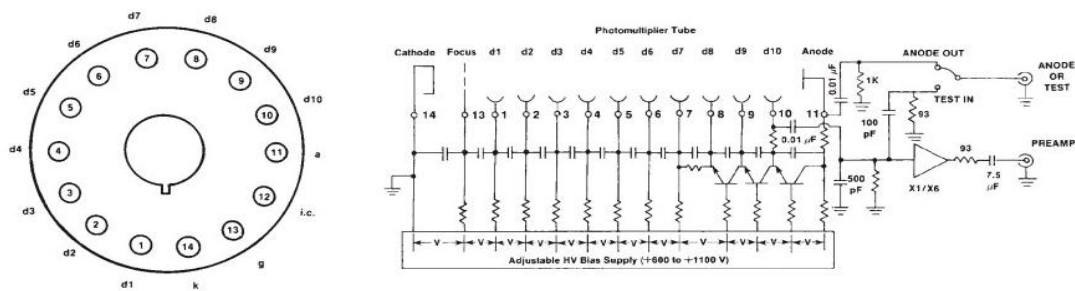 d7
d8
d6
d9
d5
d10
d4
a
d3
i.c.
d2
g
d1
k
7
8
6
9
5
10
4
11
3
12
2
13
1
14
Photomultiplier Tube
Cathode Focus d1 d2 d3 d4 d5 d6 d7 d8 d9 d10 Anode
14 13 1 2 3 4 5 6 7 8 9 10 11
0.01 µF
0.01 µF
1K
ANODE OUT
ANODE
OR
TEST
TEST IN
100
pF
93
500
pF
X1/X6
93
7.5
µF
PREAMP
V V V V V V V V V V V V
Adjustable HV Bias Supply (+600 to +1100 V)